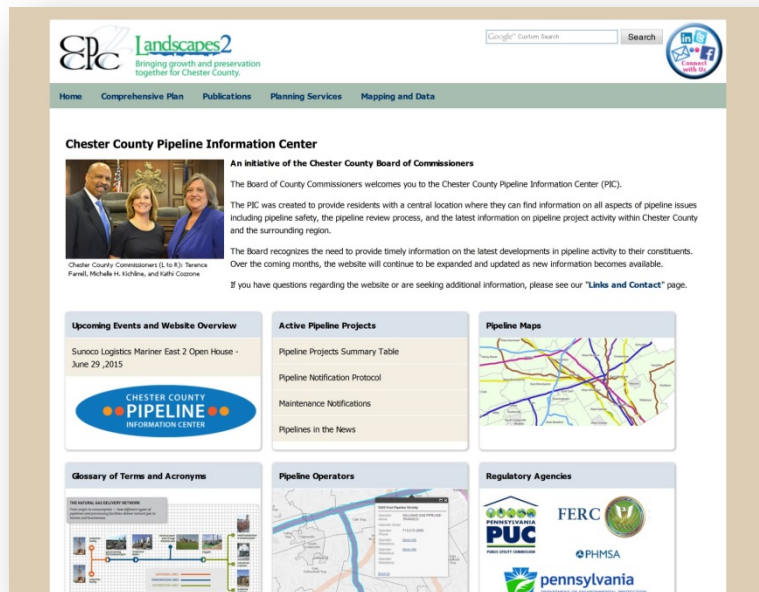 CPC
Landscapes2
Bringing growth and preservation
together for Chester County.
Google™ Custom Search
Search
Connect
with Us
Home Comprehensive Plan Publications Planning Services Mapping and Data
Chester County Pipeline Information Center
An initiative of the Chester County Board of Commissioners
The Board of County Commissioners welcomes you to the Chester County Pipeline Information Center (PIC).
The PIC was created to provide residents with a central location where they can find information on all aspects of pipeline issues
including pipeline safety, the pipeline review process, and the latest information on pipeline project activity within Chester County
and the surrounding region.
The Board recognizes the need to provide timely information on the latest developments in pipeline activity to their constituents.
Over the coming months, the website will continue to be expanded and updated as new information becomes available.
If you have questions regarding the website or are seeking additional information, please see our "Links and Contact" page.
Chester County Commissioners (L to R): Terence
Farrell, Michelle H. Kichline, and Kathi Cozzone
Upcoming Events and Website Overview
Sunoco Logistics Mariner East 2 Open House -
June 29 ,2015
CHESTER COUNTY
PIPELINE
INFORMATION CENTER
Active Pipeline Projects
Pipeline Projects Summary Table
Pipeline Notification Protocol
Maintenance Notifications
Pipelines in the News
Pipeline Maps
Glossary of Terms and Acronyms
THE NATURAL GAS DELIVERY NETWORK
Pipeline Operators
Regulatory Agencies
PENNSYLVANIA
PUC
PUBLIC UTILITY COMMISSION
FERC
PHMSA
pennsylvania
DEPARTMENT OF ENVIRONMENTAL PROTECTION